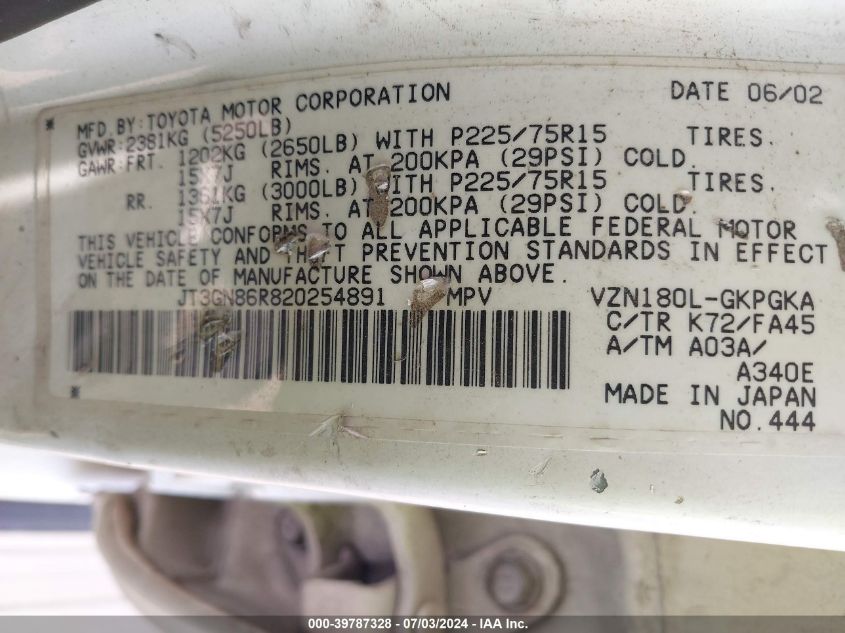 MFD.BY:TOYOTA MOTOR CORPORATION DATE 06/02
GVWR:2381KG (5250LB)
GAWR:FRT. 1202KG (2650LB) WITH P225/75R15 TIRES.
15X7J RIMS. AT 200KPA (29PSI) COLD.
RR. 1361KG (3000LB) WITH P225/75R15 TIRES.
15X7J RIMS. AT 200KPA (29PSI) COLD.
THIS VEHICLE CONFORMS TO ALL APPLICABLE FEDERAL MOTOR
VEHICLE SAFETY AND THEFT PREVENTION STANDARDS IN EFFECT
ON THE DATE OF MANUFACTURE SHOWN ABOVE.
JT3GN86R820254891 MPV VZN180L-GKPGKA
C/TR K72/FA45
A/TM A03A/
A340E
MADE IN JAPAN
NO.444
000-39787328 - 07/03/2024 - IAA Inc.